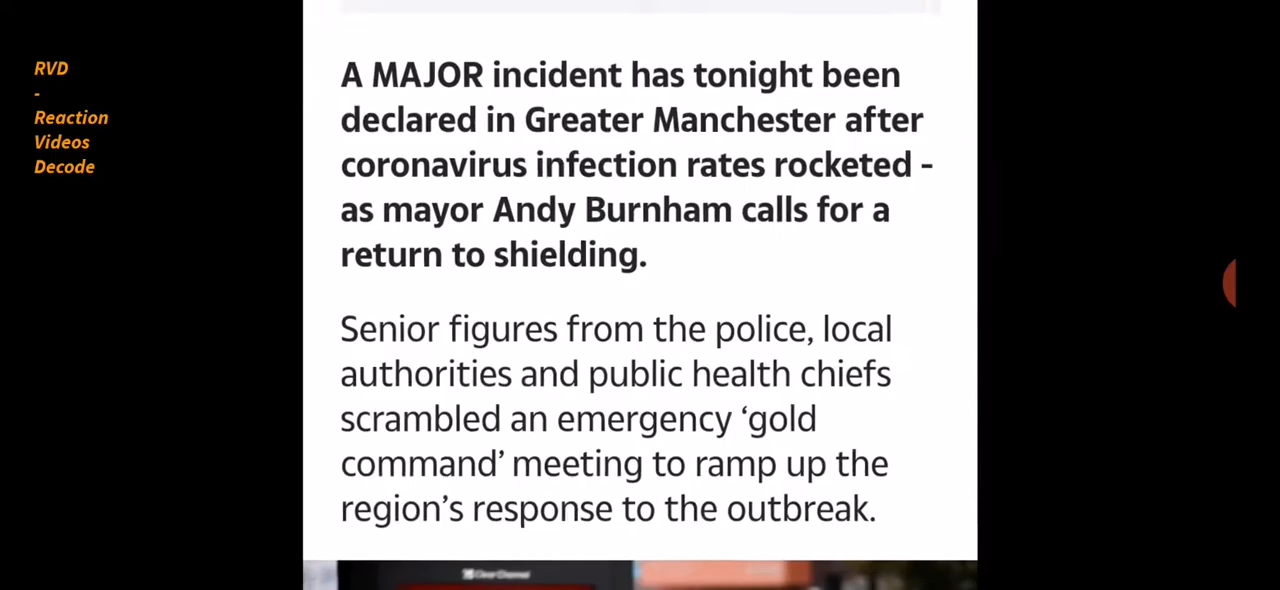 RVD
-
Reaction
Videos
Decode
A MAJOR incident has tonight been
declared in Greater Manchester after
coronavirus infection rates rocketed -
as mayor Andy Burnham calls for a
return to shielding.
Senior figures from the police, local
authorities and public health chiefs
scrambled an emergency ‘gold
command’ meeting to ramp up the
region’s response to the outbreak.
Clear Channel